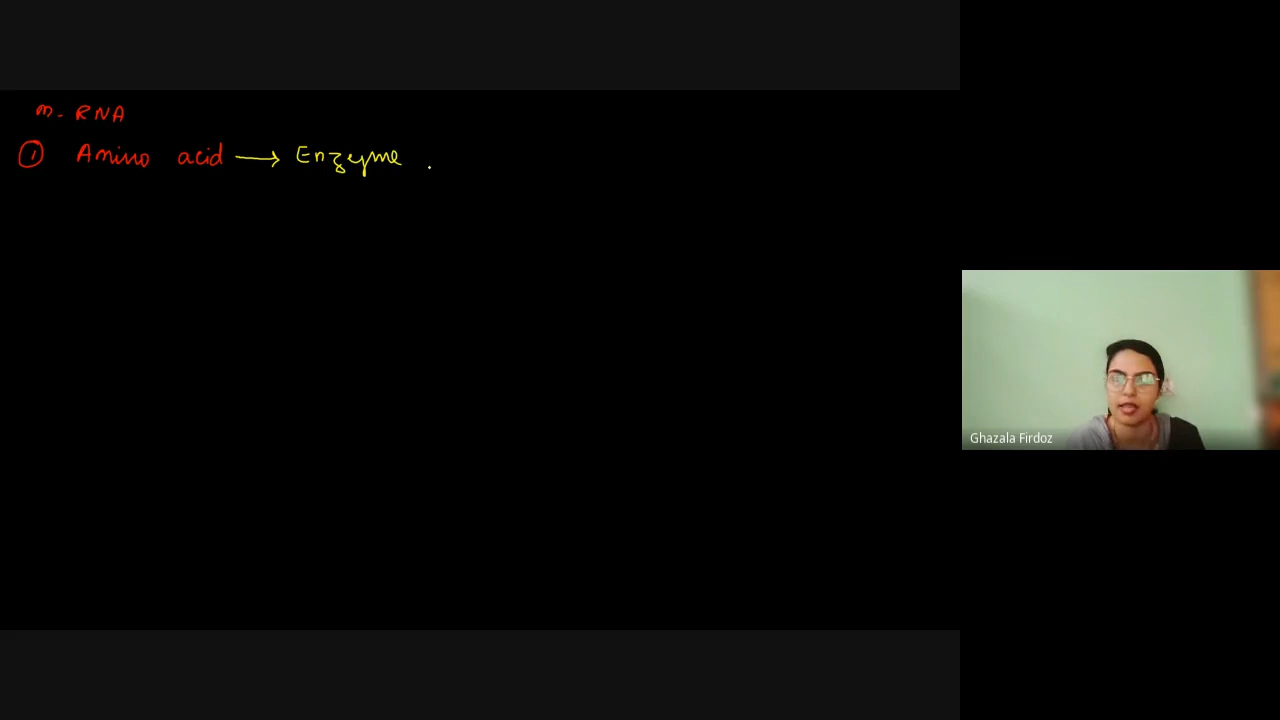 m-RNA
① Amino acid → Enzyme .
Ghazala Firdoz